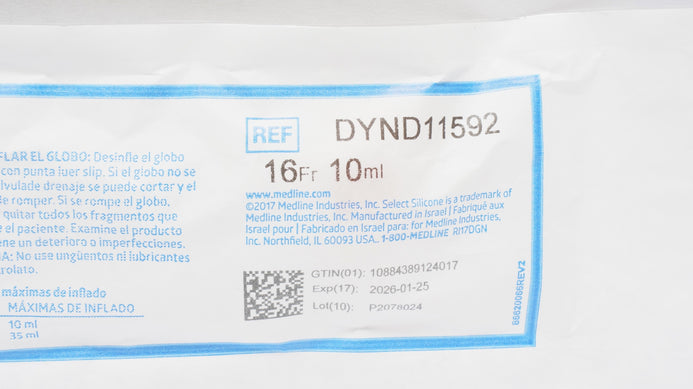 FLAR EL GLOBO: Desinfle el globo
con punta luer slip. Si el globo no se
válvula de drenaje se puede cortar y el
de romper. Si se rompe el globo,
quitar todos los fragmentos que
e el paciente. Examine el producto
ene un deterioro o imperfecciones.
IA: No use ungüentos ni lubricantes
trolato.
máximas de inflado
MÁXIMAS DE INFLADO
10 ml
35 ml
REF DYND11592
16Fr 10ml
www.medline.com
©2017 Medline Industries, Inc. Select Silicone is a trademark of
Medline Industries, Inc. Manufactured in Israel | Fabriqué aux
Israel pour | Fabricado en Israel para: for Medline Industries,
Inc. Northfield, IL 60093 USA. 1-800-MEDLINE RI17DGN
GTIN(01): 10884389124017
Exp(17): 2026-01-25
Lot(10): P2078024
66620066REV2